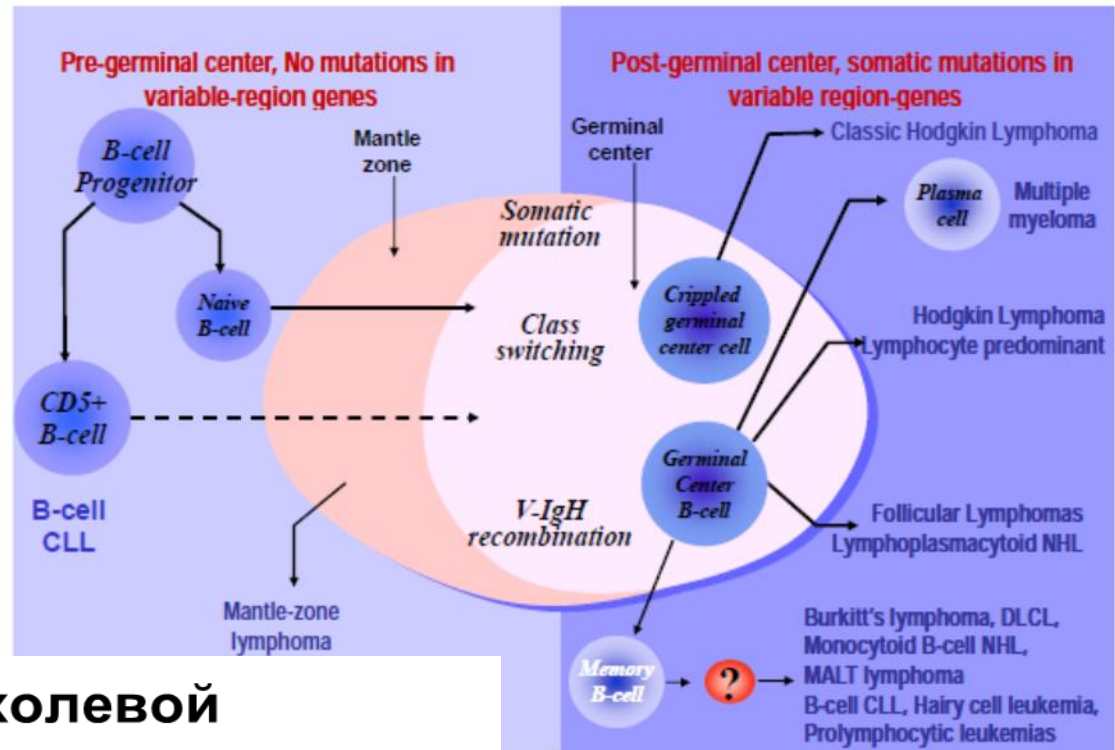 Pre-germinal center, No mutations in
variable-region genes
Post-germinal center, somatic mutations in
variable region-genes
B-cell
Progenitor
Mantle
zone
Germinal
center
Classic Hodgkin Lymphoma
Plasma
cell
Multiple
myeloma
Somatic
mutation
Naive
B-cell
Class
switching
Crippled
germinal
center cell
Hodgkin Lymphoma
Lymphocyte predominant
CD5+
B-cell
B-cell
CLL
Germinal
Center
B-cell
V-IgH
recombination
Follicular Lymphomas
Lymphoplasmacytoid NHL
Mantle-zone
lymphoma
Memory
B-cell
?
Burkitt's lymphoma, DLCL,
Monocytoid B-cell NHL,
MALT lymphoma
B-cell CLL, Hairy cell leukemia,
Prolymphocytic leukemias